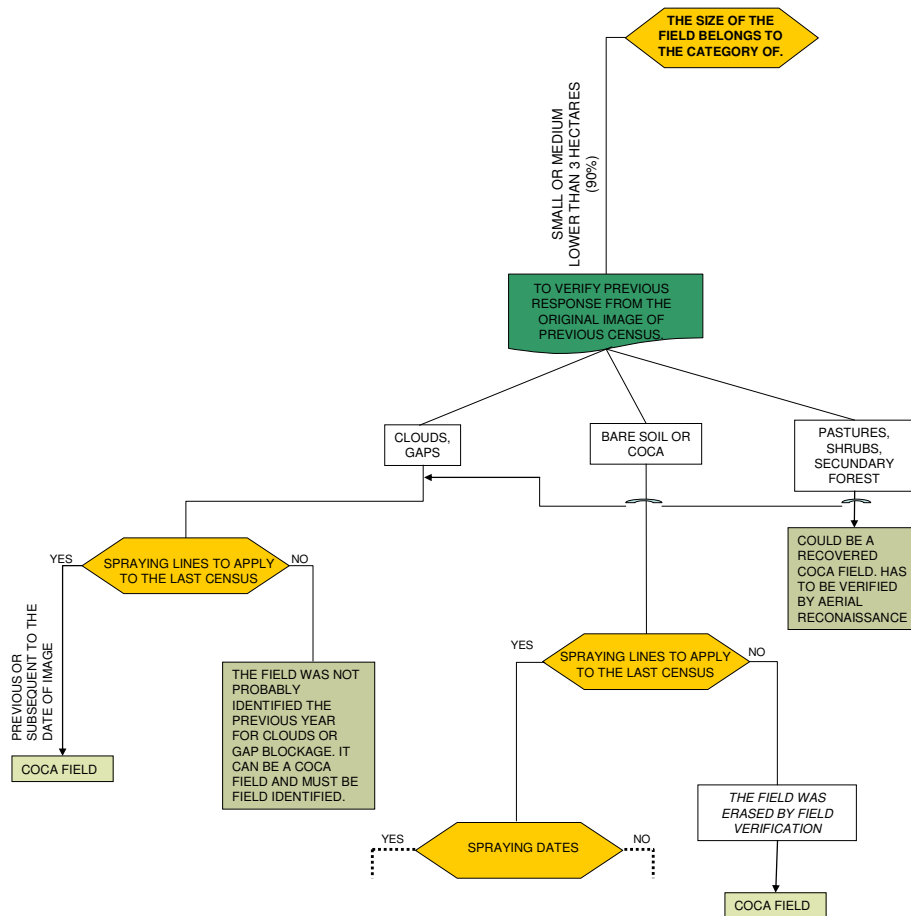 THE SIZE OF THE
FIELD BELONGS TO
THE CATEGORY OF.
SMALL OR MEDIUM
LOWER THAN 3 HECTARES
(90%)
TO VERIFY PREVIOUS
RESPONSE FROM THE
ORIGINAL IMAGE OF
PREVIOUS CENSUS.
CLOUDS,
GAPS
BARE SOIL OR
COCA
PASTURES,
SHRUBS,
SECUNDARY
FOREST
COULD BE A
RECOVERED
COCA FIELD. HAS
TO BE VERIFIED
BY AERIAL
RECONAISSANCE
YES
SPRAYING LINES TO APPLY
TO THE LAST CENSUS
NO
PREVIOUS OR
SUBSEQUENT TO THE
DATE OF IMAGE
COCA FIELD
THE FIELD WAS NOT
PROBABLY
IDENTIFIED THE
PREVIOUS YEAR
FOR CLOUDS OR
GAP BLOCKAGE. IT
CAN BE A COCA
FIELD AND MUST BE
FIELD IDENTIFIED.
YES
SPRAYING LINES TO APPLY
TO THE LAST CENSUS
NO
YES
SPRAYING DATES
NO
THE FIELD WAS
ERASED BY FIELD
VERIFICATION
COCA FIELD